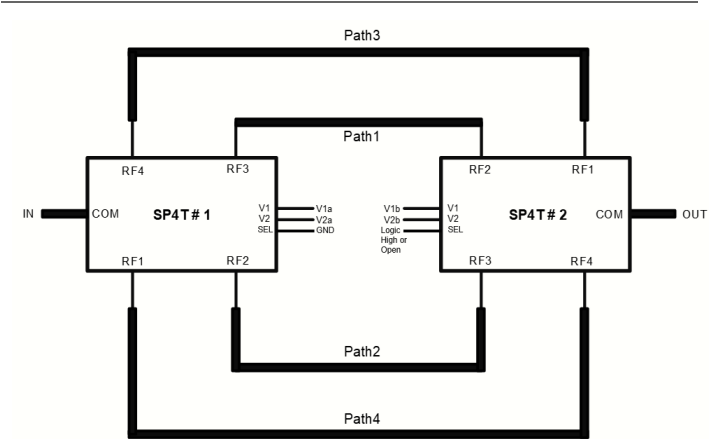 Path3
Path1
RF4 RF3
RF2 RF1
IN
COM
SP4T# 1
V1
V2
SEL
V1a
V2a
GND
V1b
V2b
Logic
High or
Open
V1
V2
SEL
SP4T# 2
COM
OUT
RF1 RF2
RF3 RF4
Path2
Path4